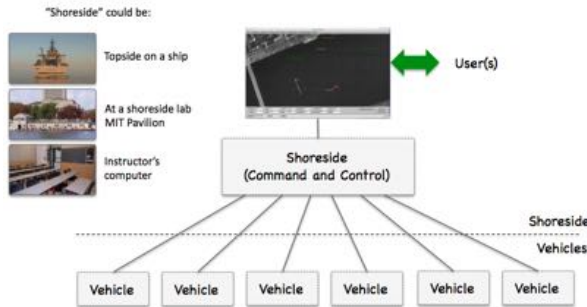 "Shoreside" could be:
Topside on a ship
At a shoreside lab
MIT Pavilion
Instructor's
computer
User(s)
Shoreside
(Command and Control)
Shoreside
Vehicles
Vehicle
Vehicle
Vehicle
Vehicle
Vehicle
Vehicle